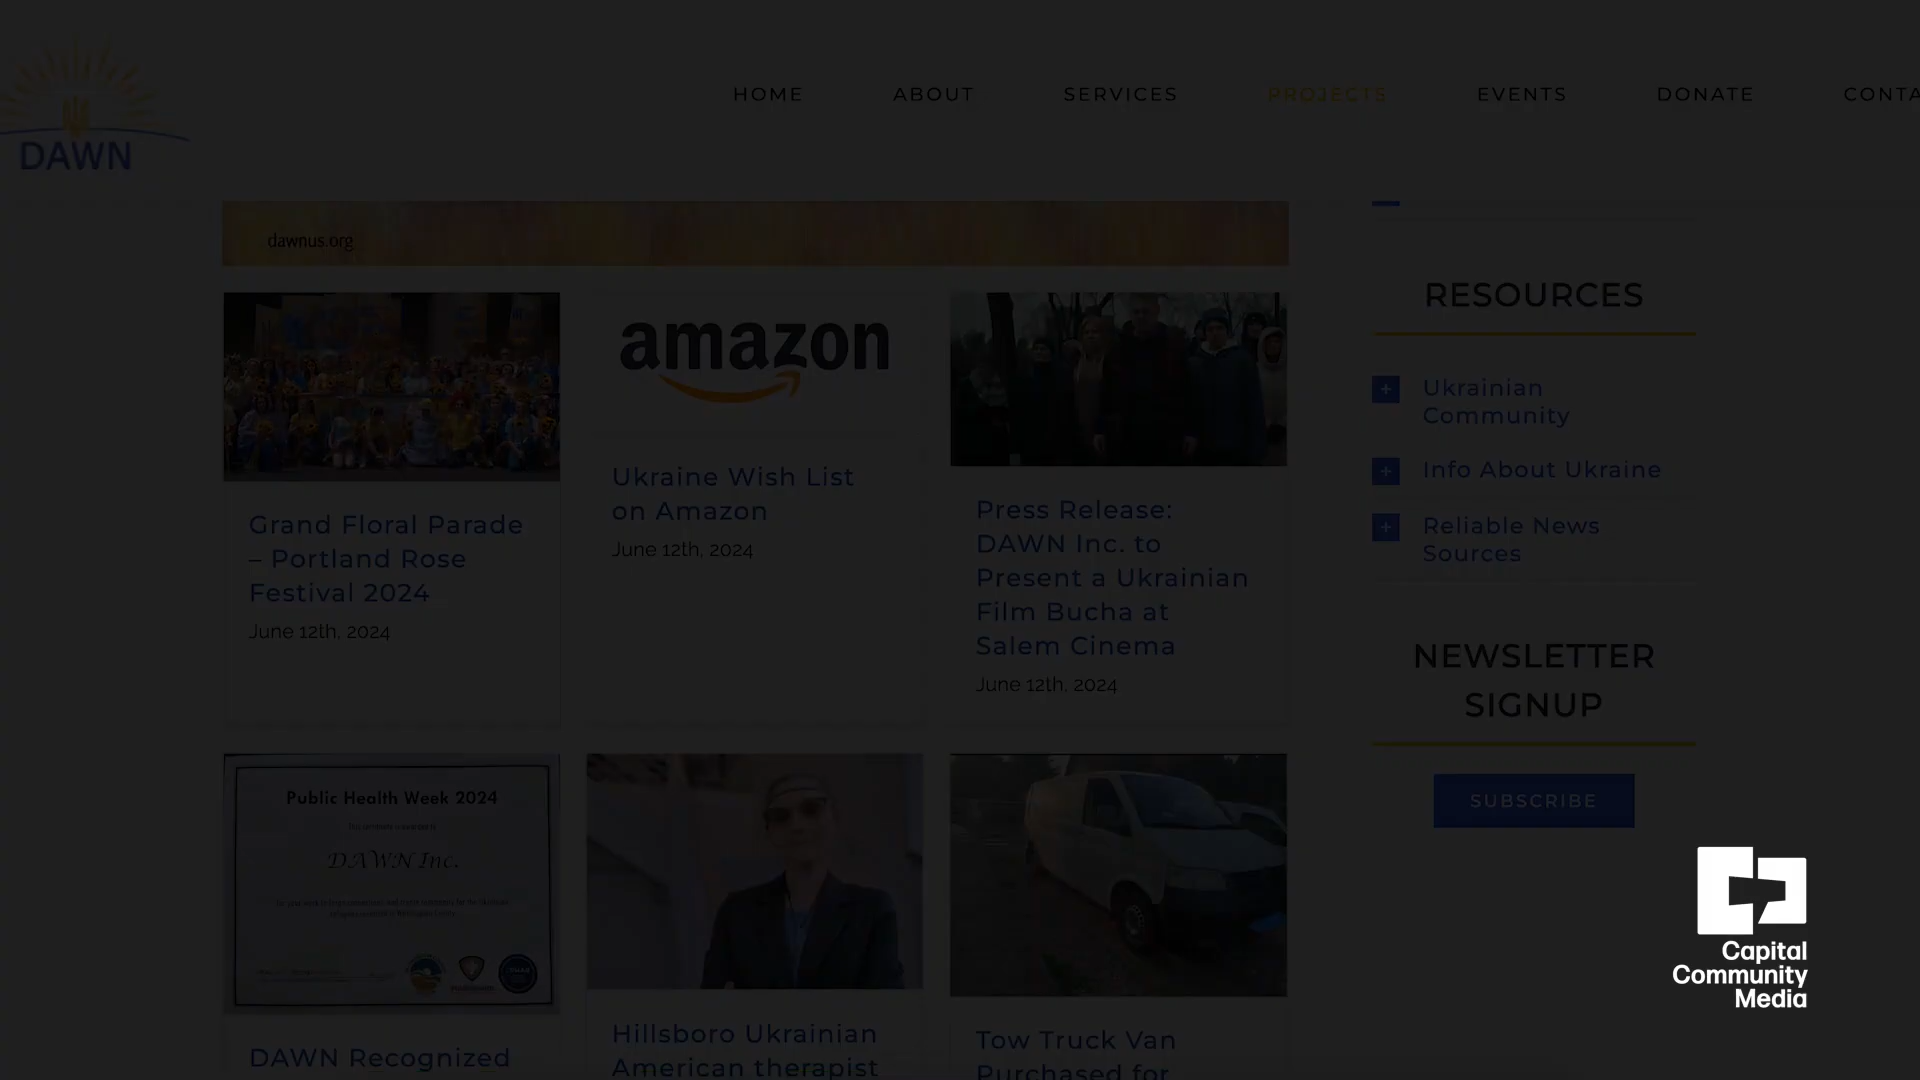 HOME ABOUT SERVICES PROJECTS EVENTS DONATE CONTA
DAWN
dawnus.org
amazon
Grand Floral Parade
– Portland Rose
Festival 2024
June 12th, 2024
Ukraine Wish List
on Amazon
June 12th, 2024
Press Release:
DAWN Inc. to
Present a Ukrainian
Film Bucha at
Salem Cinema
June 12th, 2024
RESOURCES
Ukrainian
Community
Info About Ukraine
Reliable News
Sources
NEWSLETTER
SIGNUP
SUBSCRIBE
Public Health Week 2024
DAWN Inc.
DAWN Recognized
Hillsboro Ukrainian
American therapist
Tow Truck Van
Purchased for
Capital
Community
Media